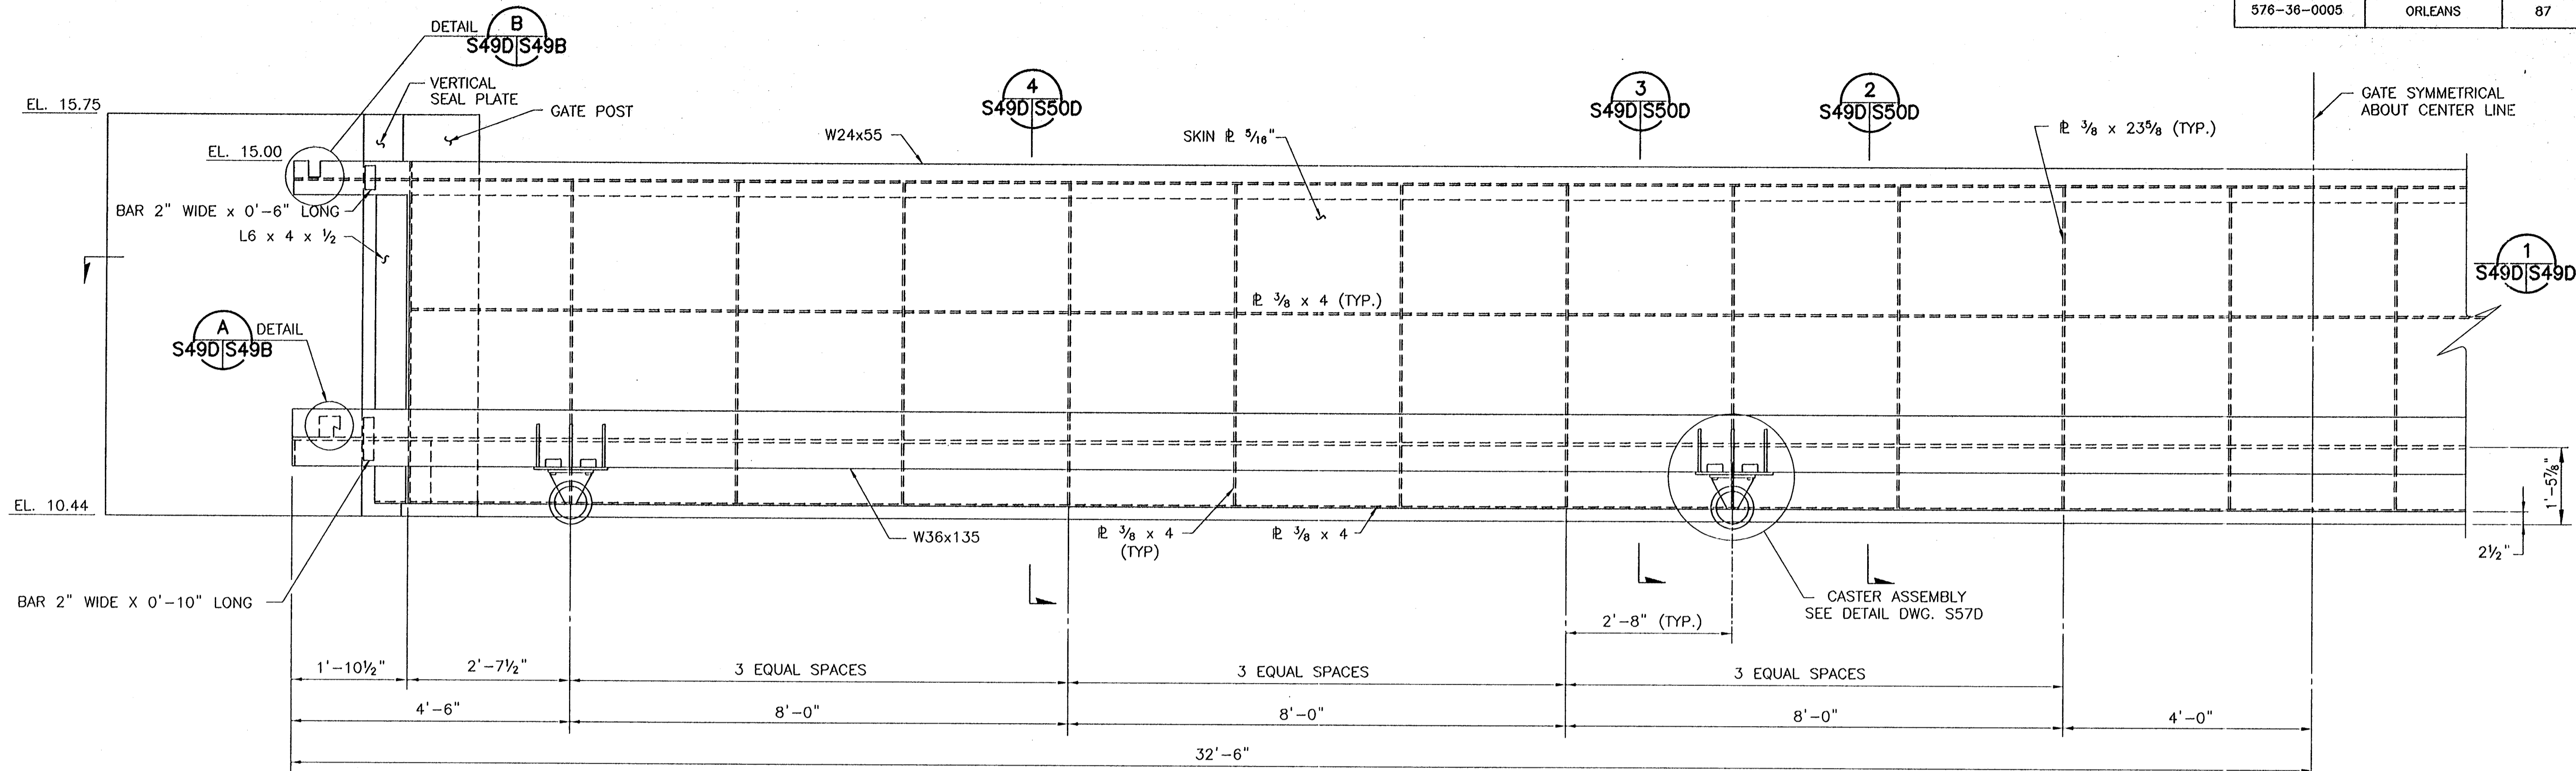 576-36-0005 ORLEANS 87
DETAIL B
S49D S49B
VERTICAL
SEAL PLATE
GATE POST
EL. 15.75
EL. 15.00
4
S49D S50D
3
S49D S50D
2
S49D S50D
GATE SYMMETRICAL
ABOUT CENTER LINE
W24x55
SKIN ℄ 5/16"
℄ 3/8 x 23 5/8 (TYP.)
BAR 2" WIDE x 0'-6" LONG
L6 x 4 x 1/2
1
S49D S49D
℄ 3/8 x 4 (TYP.)
A DETAIL
S49D S49B
EL. 10.44
W36x135
℄ 3/8 x 4
(TYP)
℄ 3/8 x 4
1'-5 7/8"
2 1/2"
BAR 2" WIDE X 0'-10" LONG
CASTER ASSEMBLY
SEE DETAIL DWG. S57D
2'-8" (TYP.)
1'-10 1/2"
2'-7 1/2"
3 EQUAL SPACES
3 EQUAL SPACES
3 EQUAL SPACES
4'-6"
8'-0"
8'-0"
8'-0"
4'-0"
32'-6"